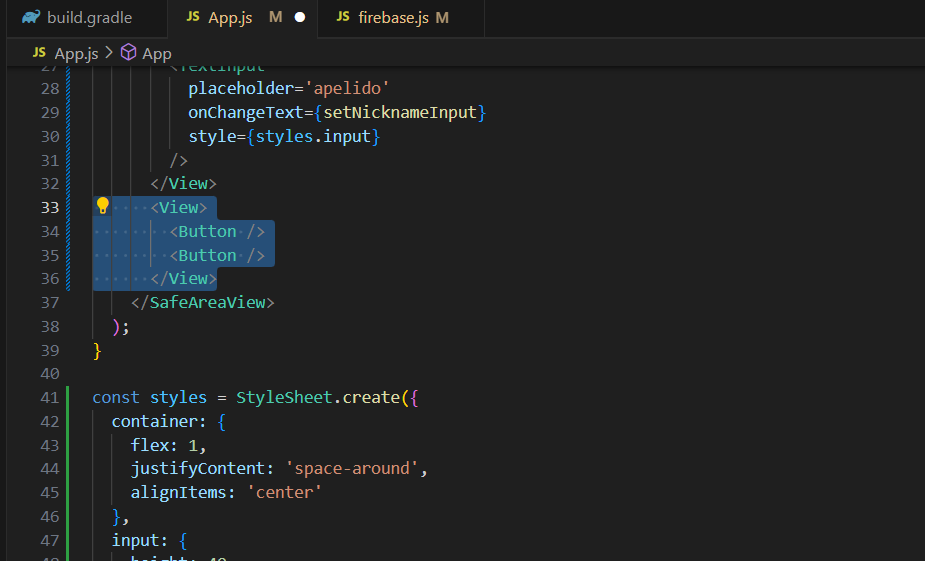 build.gradle
JS App.js M
JS firebase.js M
JS App.js > App
27 <TextInput
28 placeholder='apelido'
29 onChangeText={setNicknameInput}
30 style={styles.input}
31 />
32 </View>
33 <View>
34 <Button />
35 <Button />
36 </View>
37 </SafeAreaView>
38 );
39 }
40
41 const styles = StyleSheet.create({
42 container: {
43 flex: 1,
44 justifyContent: 'space-around',
45 alignItems: 'center'
46 },
47 input: {
48 height: 40